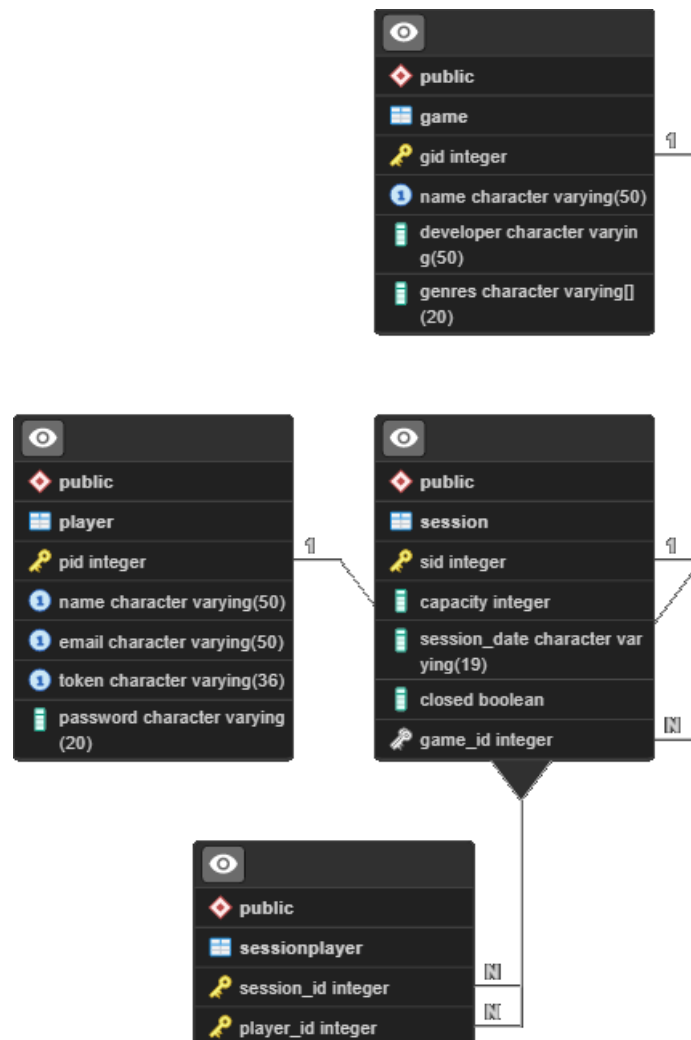 public
game
gid integer
1
name character varying(50)
developer character varyin
g(50)
genres character varying[]
(20)
public
player
pid integer
1
name character varying(50)
email character varying(50)
token character varying(36)
password character varying
(20)
public
session
sid integer
1
capacity integer
session_date character var
ying(19)
closed boolean
game_id integer
N
public
sessionplayer
session_id integer
N
player_id integer
N